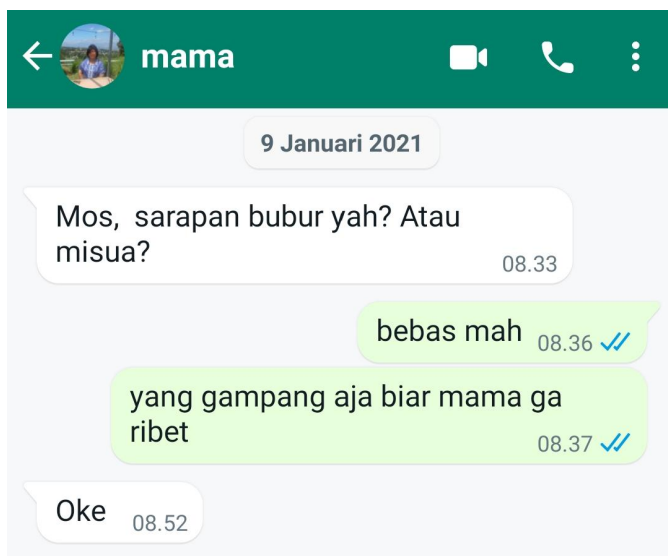 mama
9 Januari 2021
Mos, sarapan bubur yah? Atau
misua?
08.33
bebas mah 08.36
yang gampang aja biar mama ga
ribet
08.37
Oke 08.52